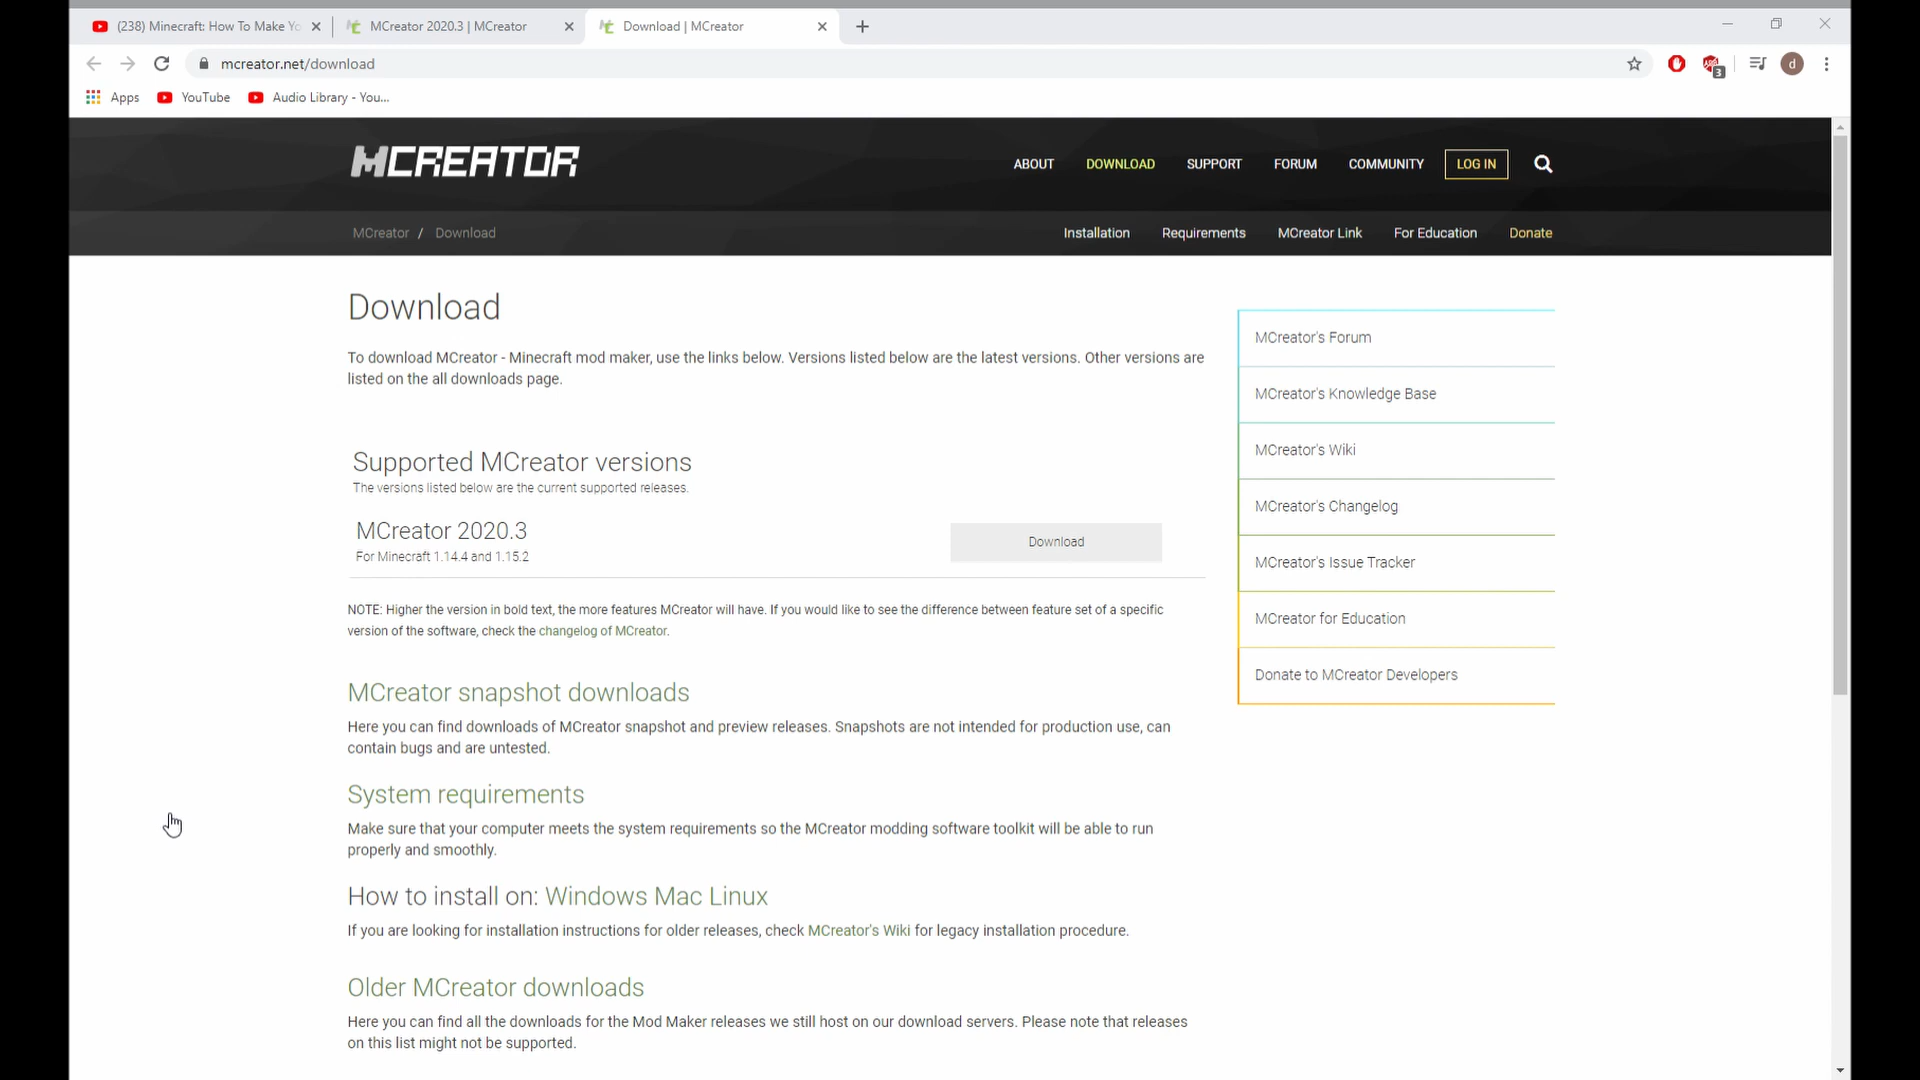 (238) Minecraft: How To Make Yo
MCreator 2020.3 | MCreator
Download | MCreator
mcreator.net/download
3
d
Apps
YouTube
Audio Library - You...
MCREATOR
ABOUT
DOWNLOAD
SUPPORT
FORUM
COMMUNITY
LOG IN
MCreator / Download
Installation
Requirements
MCreator Link
For Education
Donate
Download
To download MCreator - Minecraft mod maker, use the links below. Versions listed below are the latest versions. Other versions are
listed on the all downloads page.
Supported MCreator versions
The versions listed below are the current supported releases.
MCreator 2020.3
For Minecraft 1.14.4 and 1.15.2
Download
NOTE: Higher the version in bold text, the more features MCreator will have. If you would like to see the difference between feature set of a specific
version of the software, check the changelog of MCreator.
MCreator snapshot downloads
Here you can find downloads of MCreator snapshot and preview releases. Snapshots are not intended for production use, can
contain bugs and are untested.
System requirements
Make sure that your computer meets the system requirements so the MCreator modding software toolkit will be able to run
properly and smoothly.
How to install on: Windows Mac Linux
If you are looking for installation instructions for older releases, check MCreator's Wiki for legacy installation procedure.
Older MCreator downloads
Here you can find all the downloads for the Mod Maker releases we still host on our download servers. Please note that releases
on this list might not be supported.
MCreator's Forum
MCreator's Knowledge Base
MCreator's Wiki
MCreator's Changelog
MCreator's Issue Tracker
MCreator for Education
Donate to MCreator Developers